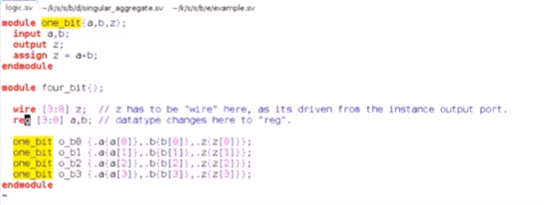 logic.sv ~/k/s/s/b/d/singular_aggregate.sv ~/k/s/s/b/e/example.sv
module one_bit{a,b,z};
input a,b;
output z;
assign z = a+b;
endmodule
module four_bit();
wire [3:0] z; // z has to be "wire" here, as its driven from the instance output port.
reg [3:0] a,b; // datatype changes here to "reg".
one_bit o_b0 {.a{a[0]},.b{b[0]},.z{z[0]}};
one_bit o_b1 {.a{a[1]},.b{b[1]},.z{z[1]}};
one_bit o_b2 {.a{a[2]},.b{b[2]},.z{z[2]}};
one_bit o_b3 {.a{a[3]},.b{b[3]},.z{z[3]}};
endmodule
~